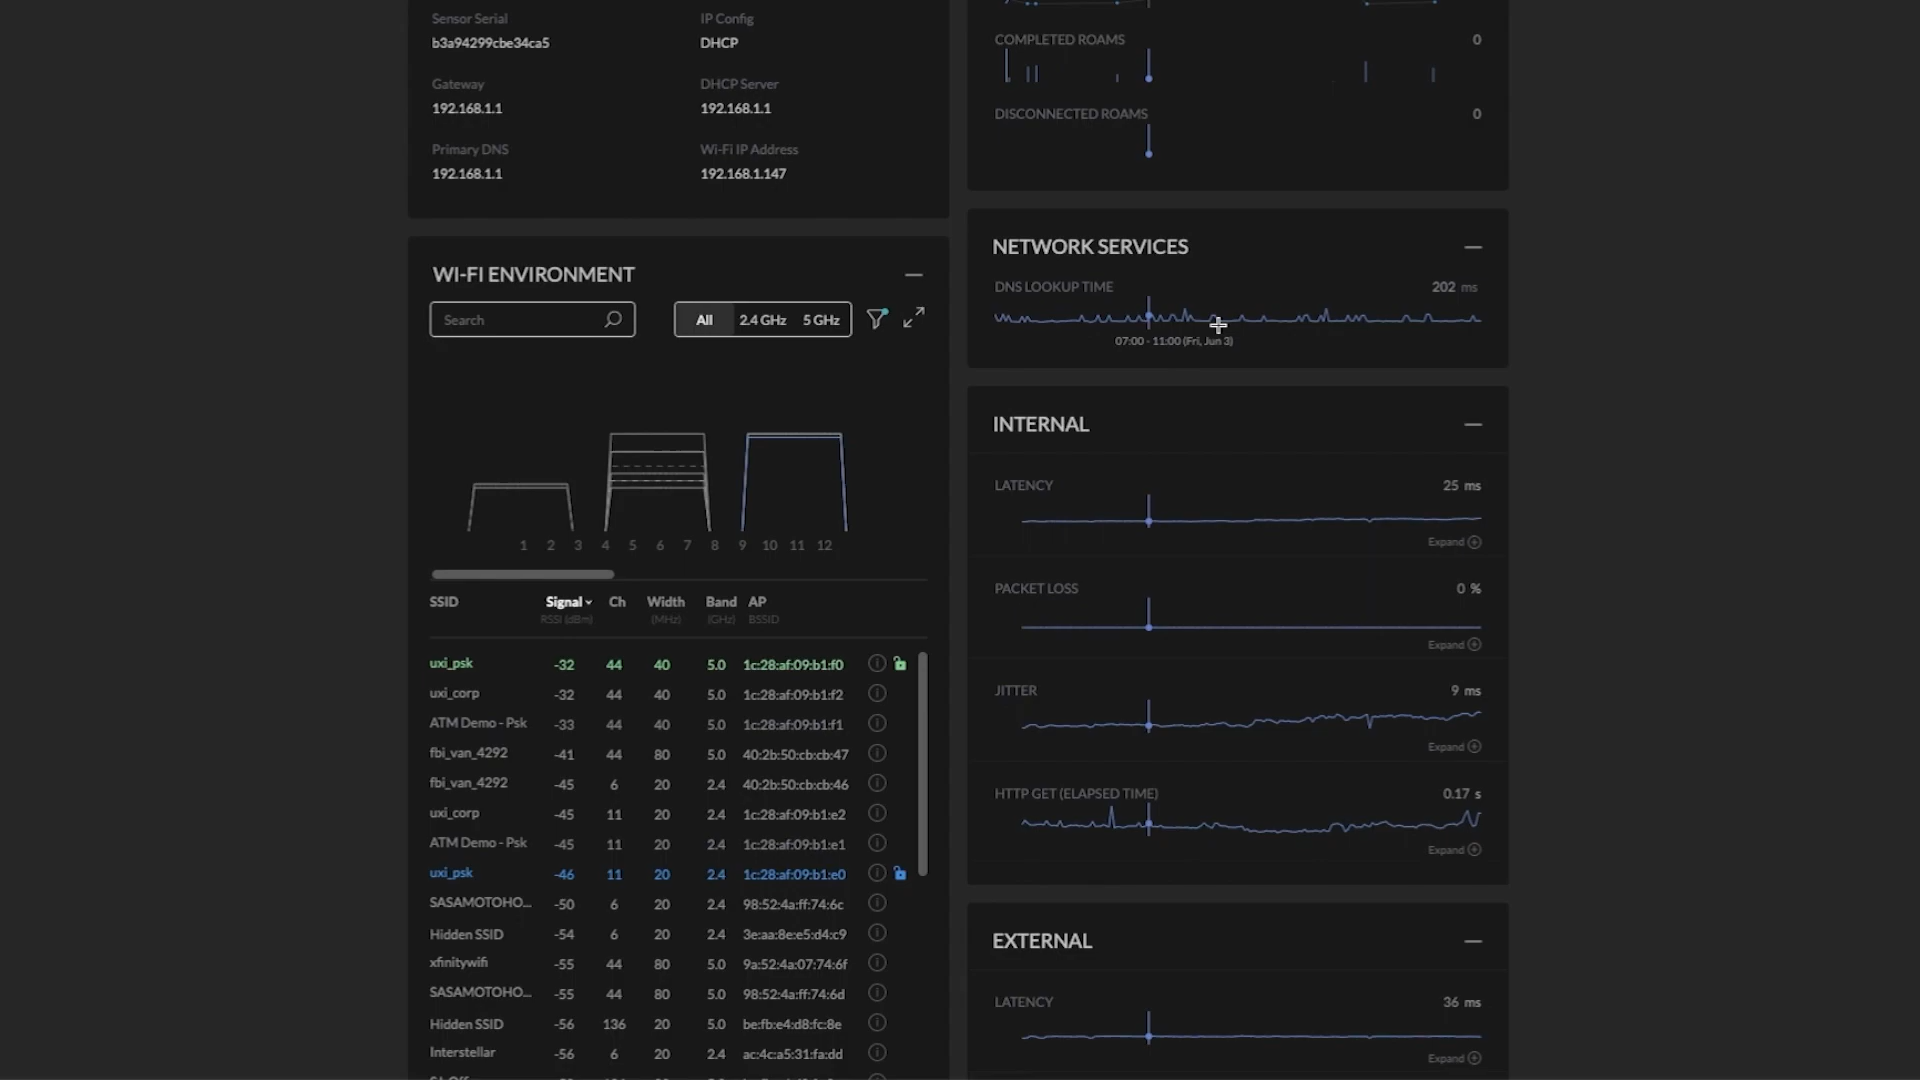 Sensor Serial
IP Config
b3a94299cbe34ca5
DHCP
Gateway
DHCP Server
192.168.1.1
192.168.1.1
Primary DNS
Wi-Fi IP Address
192.168.1.1
192.168.1.147
WI-FI ENVIRONMENT
Search
All 2.4 GHz 5 GHz
1 2 3 4 5 6 7 8 9 10 11 12
SSID Signal Ch Width Band AP
RSSI (dBm) (MHz) (GHz) BSSID
uxi_psk -32 44 40 5.0 1c:28:af:09:b1:f0
uxi_corp -32 44 40 5.0 1c:28:af:09:b1:f2
ATM Demo - Psk -33 44 40 5.0 1c:28:af:09:b1:f1
fbi_van_4292 -41 44 80 5.0 40:2b:50:cb:cb:47
fbi_van_4292 -45 6 20 2.4 40:2b:50:cb:cb:46
uxi_corp -45 11 20 2.4 1c:28:af:09:b1:e2
ATM Demo - Psk -45 11 20 2.4 1c:28:af:09:b1:e1
uxi_psk -46 11 20 2.4 1c:28:af:09:b1:e0
SASAMOTOHO... -50 6 20 2.4 98:52:4a:ff:74:6c
Hidden SSID -54 6 20 2.4 3e:aa:8e:e5:d4:c9
xfinitywifi -55 44 80 5.0 9a:52:4a:07:74:6f
SASAMOTOHO... -55 44 80 5.0 98:52:4a:ff:74:6d
Hidden SSID -56 136 20 5.0 be:fb:e4:d8:fc:8e
Interstellar -56 6 20 2.4 ac:4c:a5:31:fa:dd
COMPLETED ROAMS 0
DISCONNECTED ROAMS 0
NETWORK SERVICES
DNS LOOKUP TIME 202 ms
07:00 - 11:00 (Fri, Jun 3)
INTERNAL
LATENCY 25 ms
Expand
PACKET LOSS 0 %
Expand
JITTER 9 ms
Expand
HTTP GET (ELAPSED TIME) 0.17 s
Expand
EXTERNAL
LATENCY 36 ms
Expand